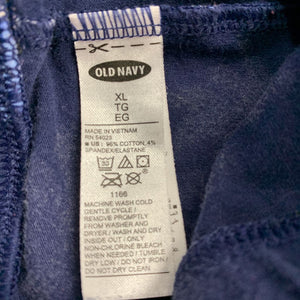 OLD NAVY
XL
TG
EG
MADE IN VIETNAM
RN 54023
US: 96% COTTON, 4%
SPANDEX/ELASTANE
1166
MACHINE WASH COLD
GENTLE CYCLE /
REMOVE PROMPTLY
FROM WASHER AND
DRYER / WASH AND DRY
INSIDE OUT / ONLY
NON-CHLORINE BLEACH
WHEN NEEDED / TUMBLE
DRY LOW / DO NOT IRON /
DO NOT DRY CLEAN